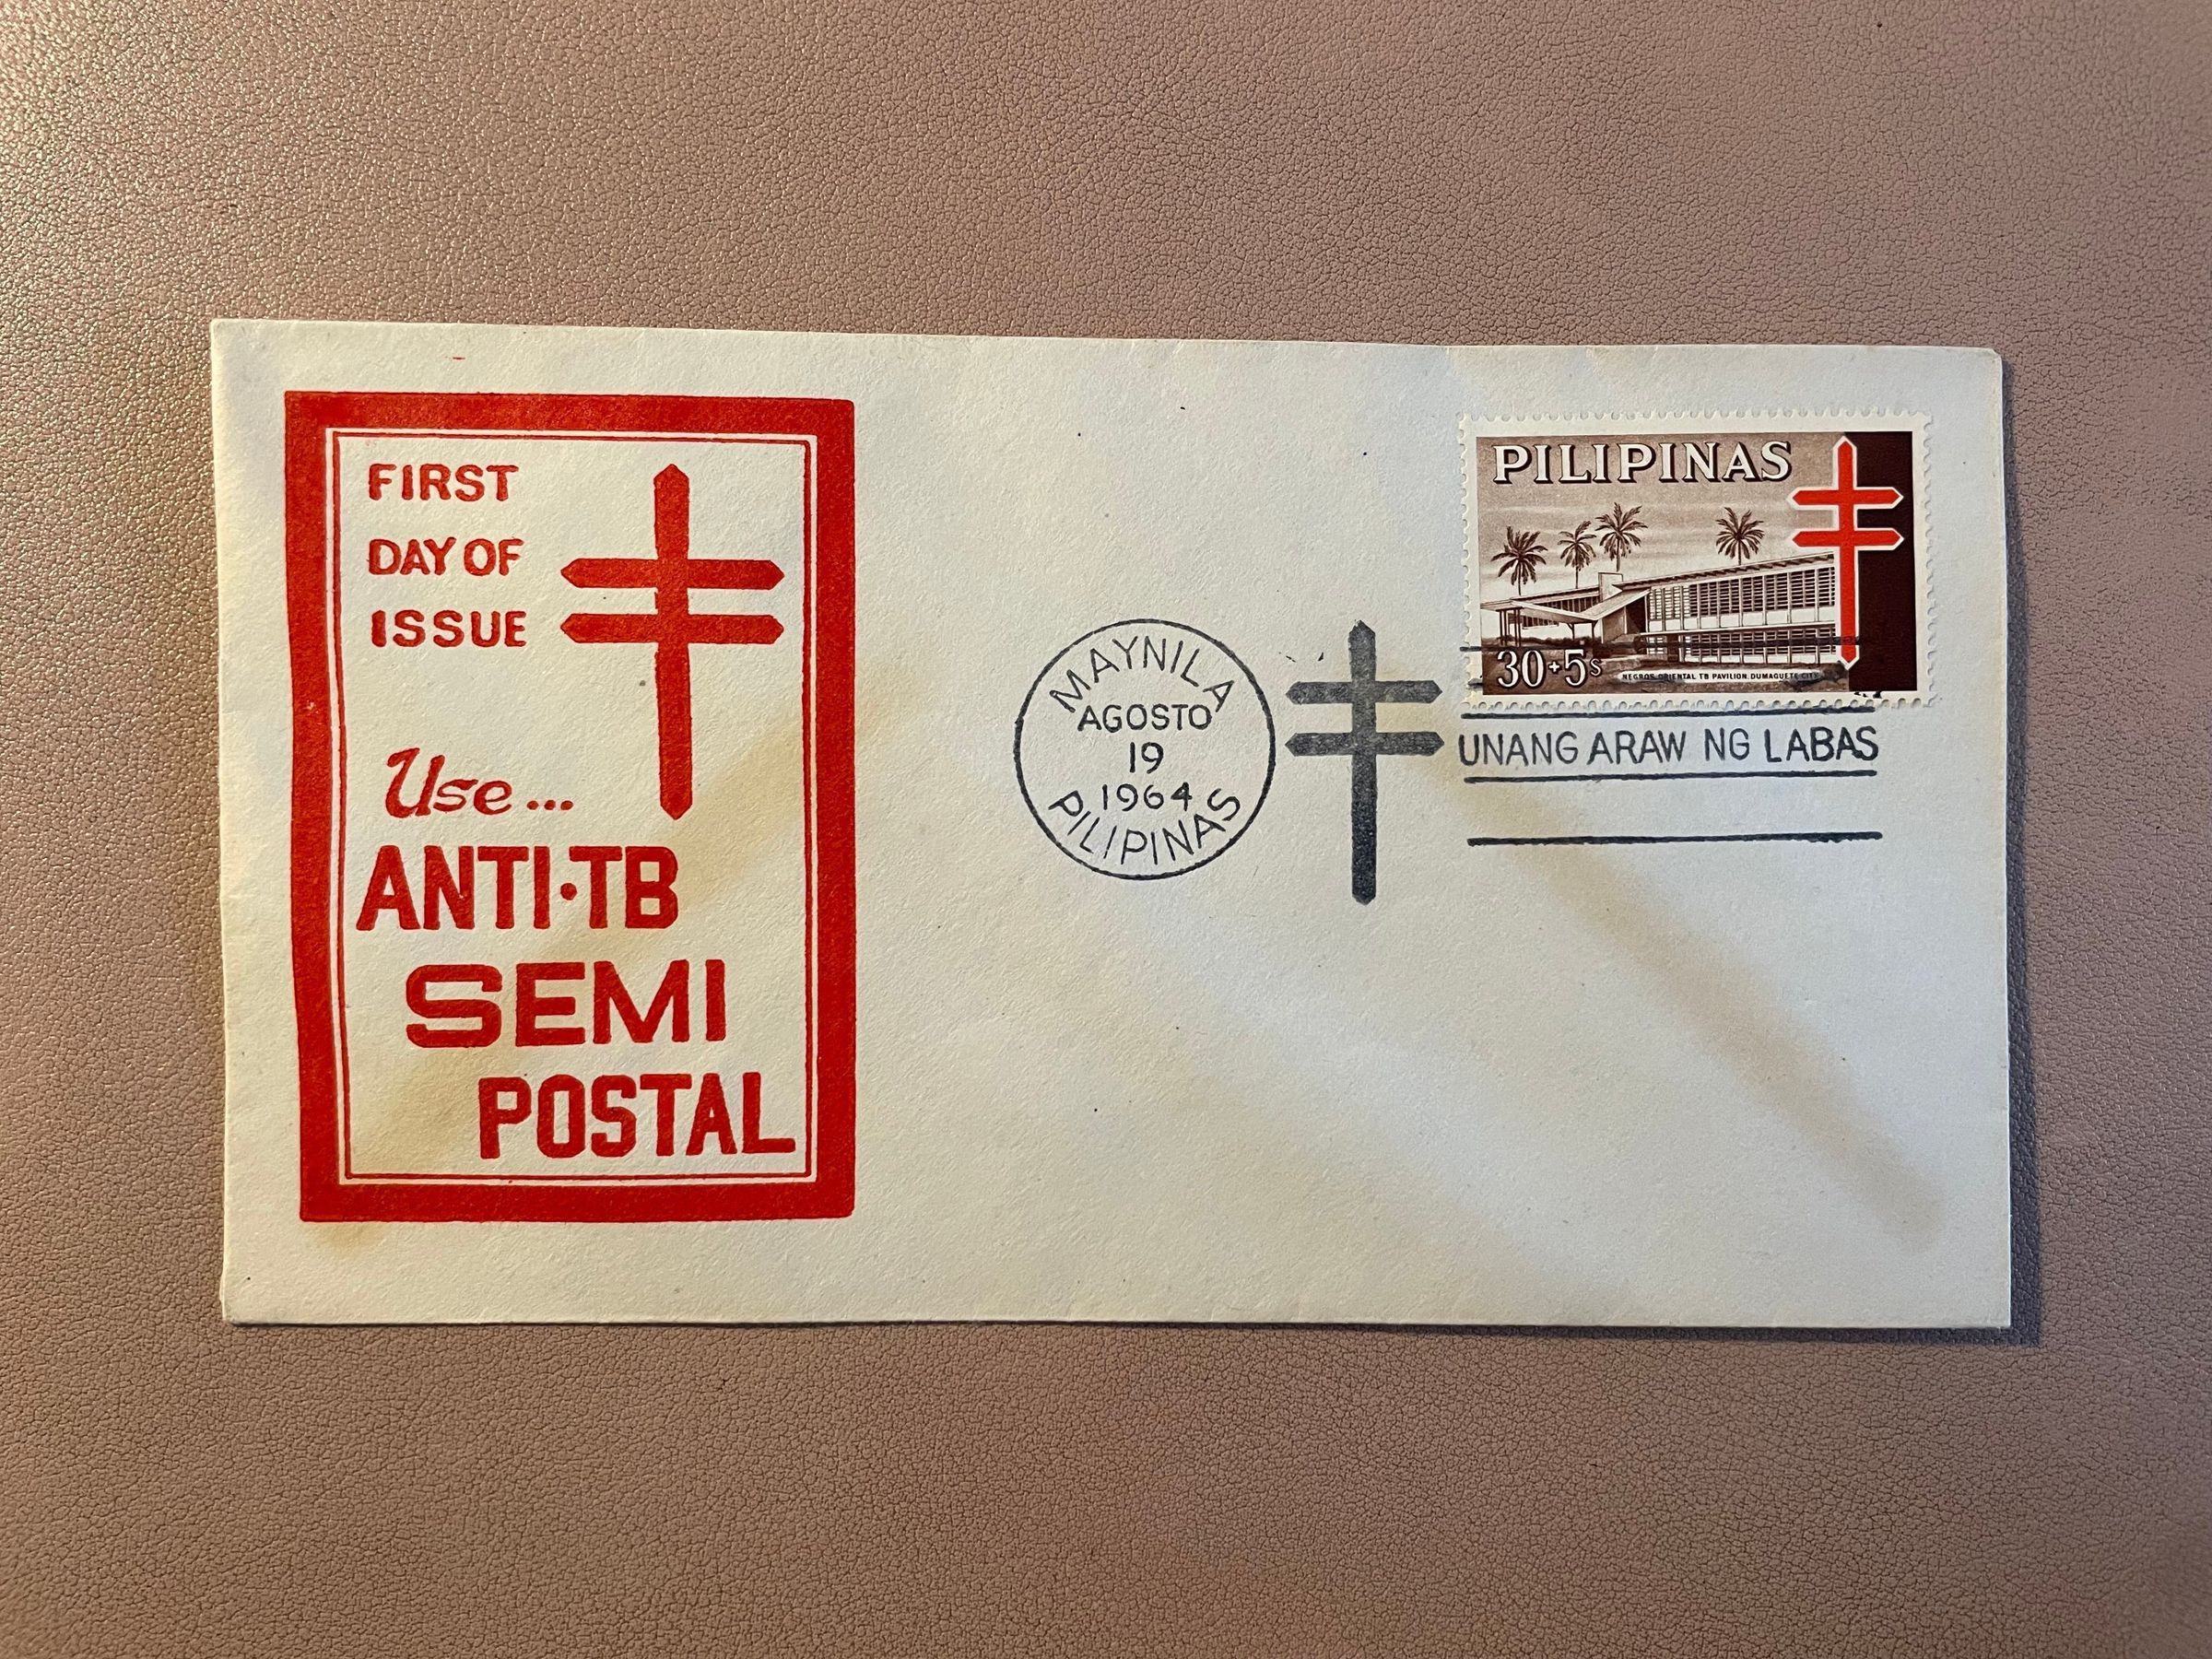 FIRST
DAY OF
ISSUE
Use...
ANTI·TB
SEMI
POSTAL
MAYNILA
AGOSTO
19
1964
PILIPINAS
PILIPINAS
30+5s
NEGROS ORIENTAL TB PAVILION DUMAGUETE CITY
UNANG ARAW NG LABAS